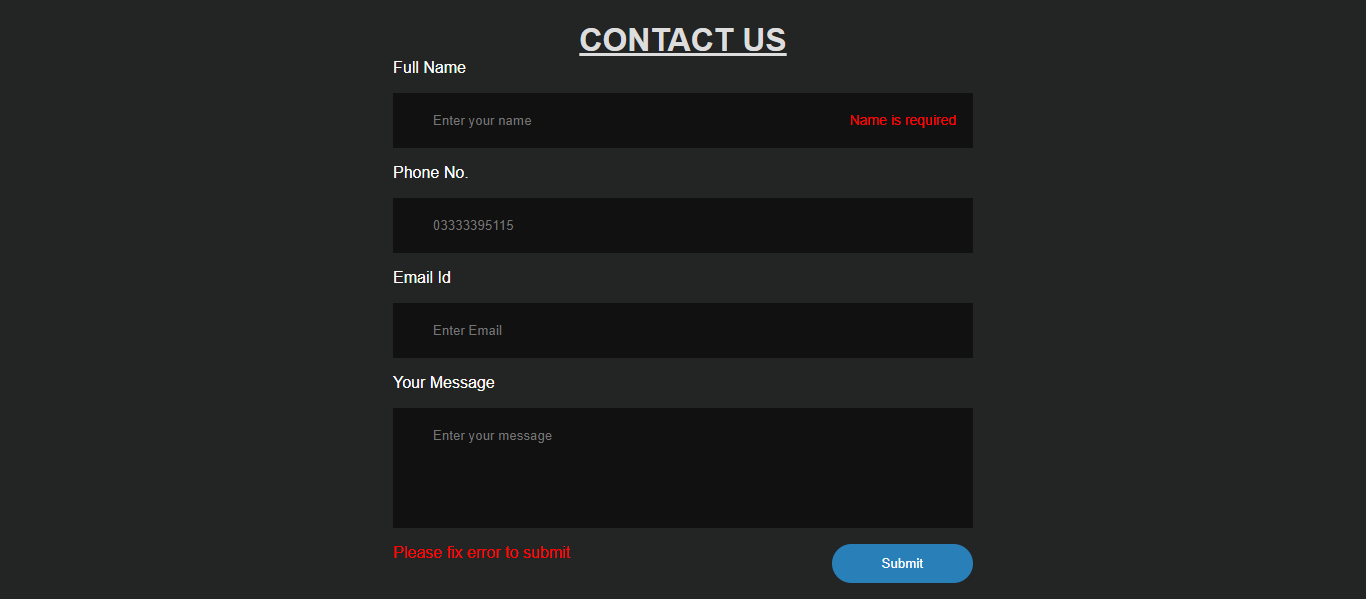 CONTACT US
Full Name
Enter your name
Name is required
Phone No.
03333395115
Email Id
Enter Email
Your Message
Enter your message
Please fix error to submit
Submit